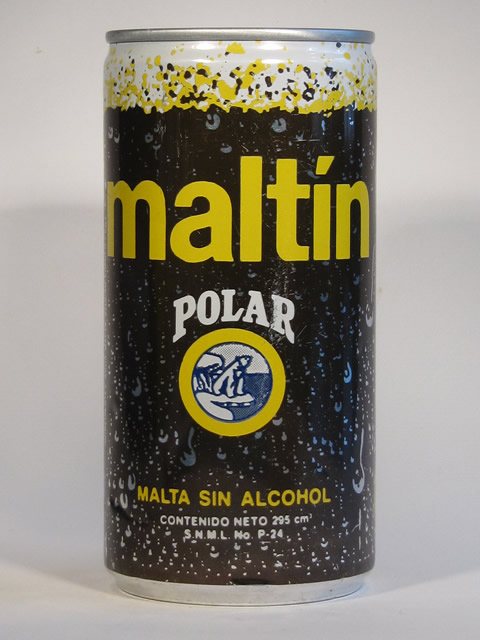 maltín
POLAR
MALTA SIN ALCOHOL
CONTENIDO NETO 295 cm³
S.N.M.L. No. P-24